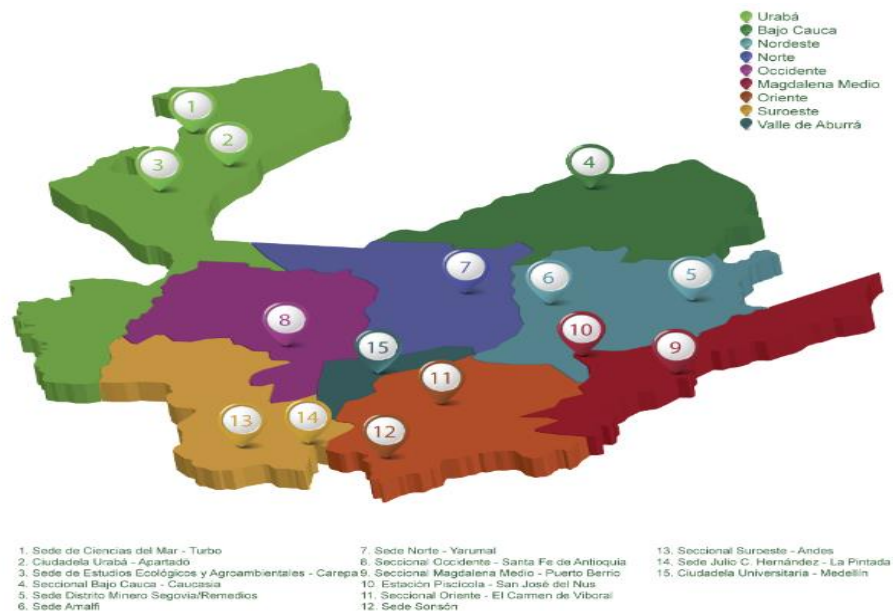 Urabá
Bajo Cauca
Nordeste
Norte
Occidente
Magdalena Medio
Oriente
Suroeste
Valle de Aburrá
1
2
3
4
5
6
7
8
9
10
11
12
13
14
15
1. Sede de Ciencias del Mar - Turbo
2. Ciudadela Urabá - Apartadó
3. Sede de Estudios Ecológicos y Agroambientales - Carepa
4. Seccional Bajo Cauca - Caucasia
5. Sede Distrito Minero Segovia/Remedios
6. Sede Amalfi
7. Sede Norte - Yarumal
8. Seccional Occidente - Santa Fe de Antioquia
9. Seccional Magdalena Medio - Puerto Berrio
10. Estación Piscícola - San José del Nus
11. Seccional Oriente - El Carmen de Viboral
12. Sede Sonsón
13. Seccional Suroeste - Andes
14. Sede Julio C. Hernández - La Pintada
15. Ciudadela Universitaria - Medellín